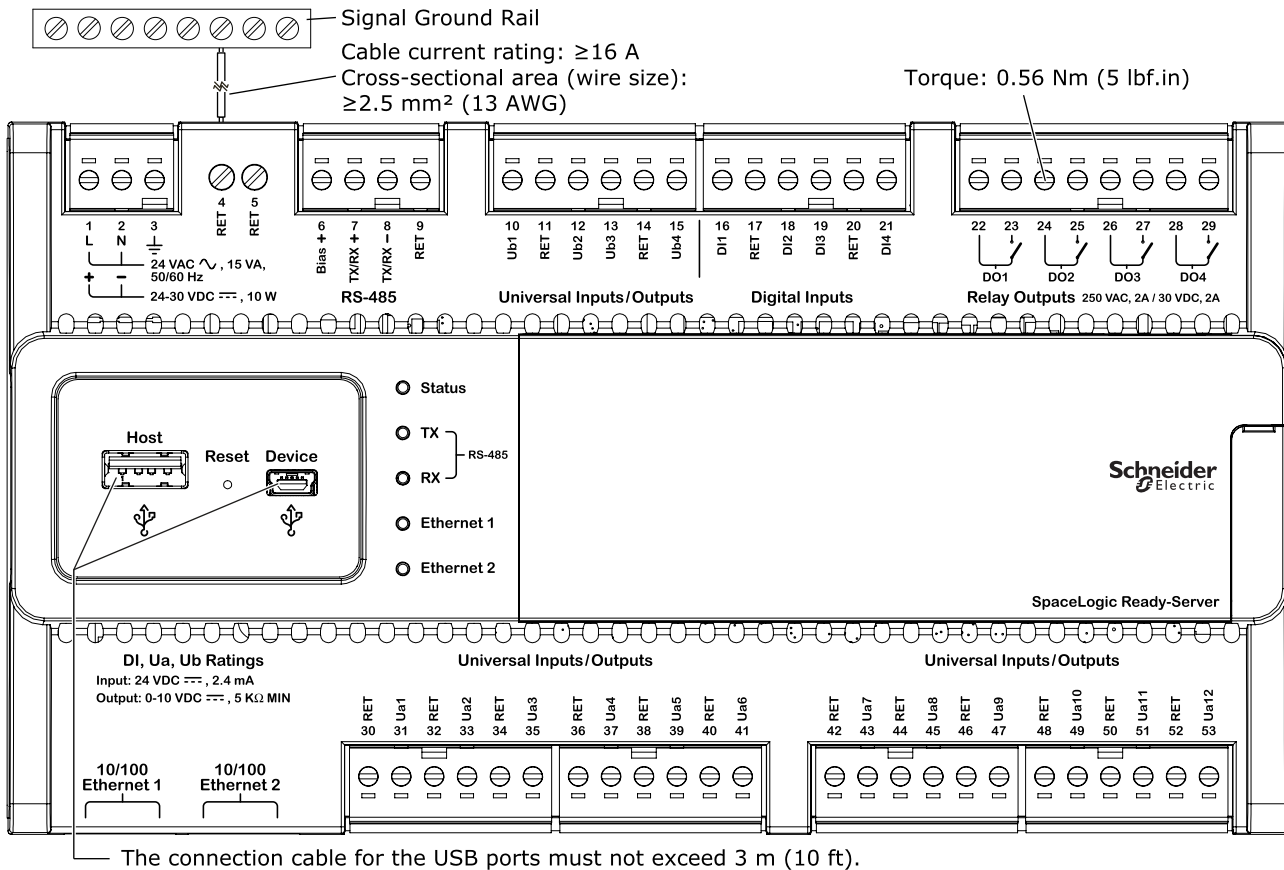 Signal Ground Rail
Cable current rating: ≥16 A
Cross-sectional area (wire size):
≥2.5 mm² (13 AWG)
Torque: 0.56 Nm (5 lbf.in)
1 2 3
L N
RET 4
RET 5
24 VAC, 15 VA,
50/60 Hz
+ −
24-30 VDC, 10 W
6 7 8 9
Bias +
TX/RX +
TX/RX −
RET
RS-485
10 11 12 13 14 15
Ub1 RET Ub2 Ub3 RET Ub4
Universal Inputs/Outputs
16 17 18 19 20 21
DI1 RET DI2 DI3 RET DI4
Digital Inputs
22 23 24 25 26 27 28 29
DO1 DO2 DO3 DO4
Relay Outputs 250 VAC, 2A / 30 VDC, 2A
Host
Reset Device
Status
TX
RX
RS-485
Ethernet 1
Ethernet 2
Schneider
Electric
SpaceLogic Ready-Server
DI, Ua, Ub Ratings
Input: 24 VDC, 2.4 mA
Output: 0-10 VDC, 5 KΩ MIN
Universal Inputs/Outputs
RET Ua1 RET Ua2 RET Ua3
30 31 32 33 34 35
RET Ua4 RET Ua5 RET Ua6
36 37 38 39 40 41
Universal Inputs/Outputs
RET Ua7 RET Ua8 RET Ua9
42 43 44 45 46 47
RET Ua10 RET Ua11 RET Ua12
48 49 50 51 52 53
10/100
Ethernet 1
10/100
Ethernet 2
The connection cable for the USB ports must not exceed 3 m (10 ft).